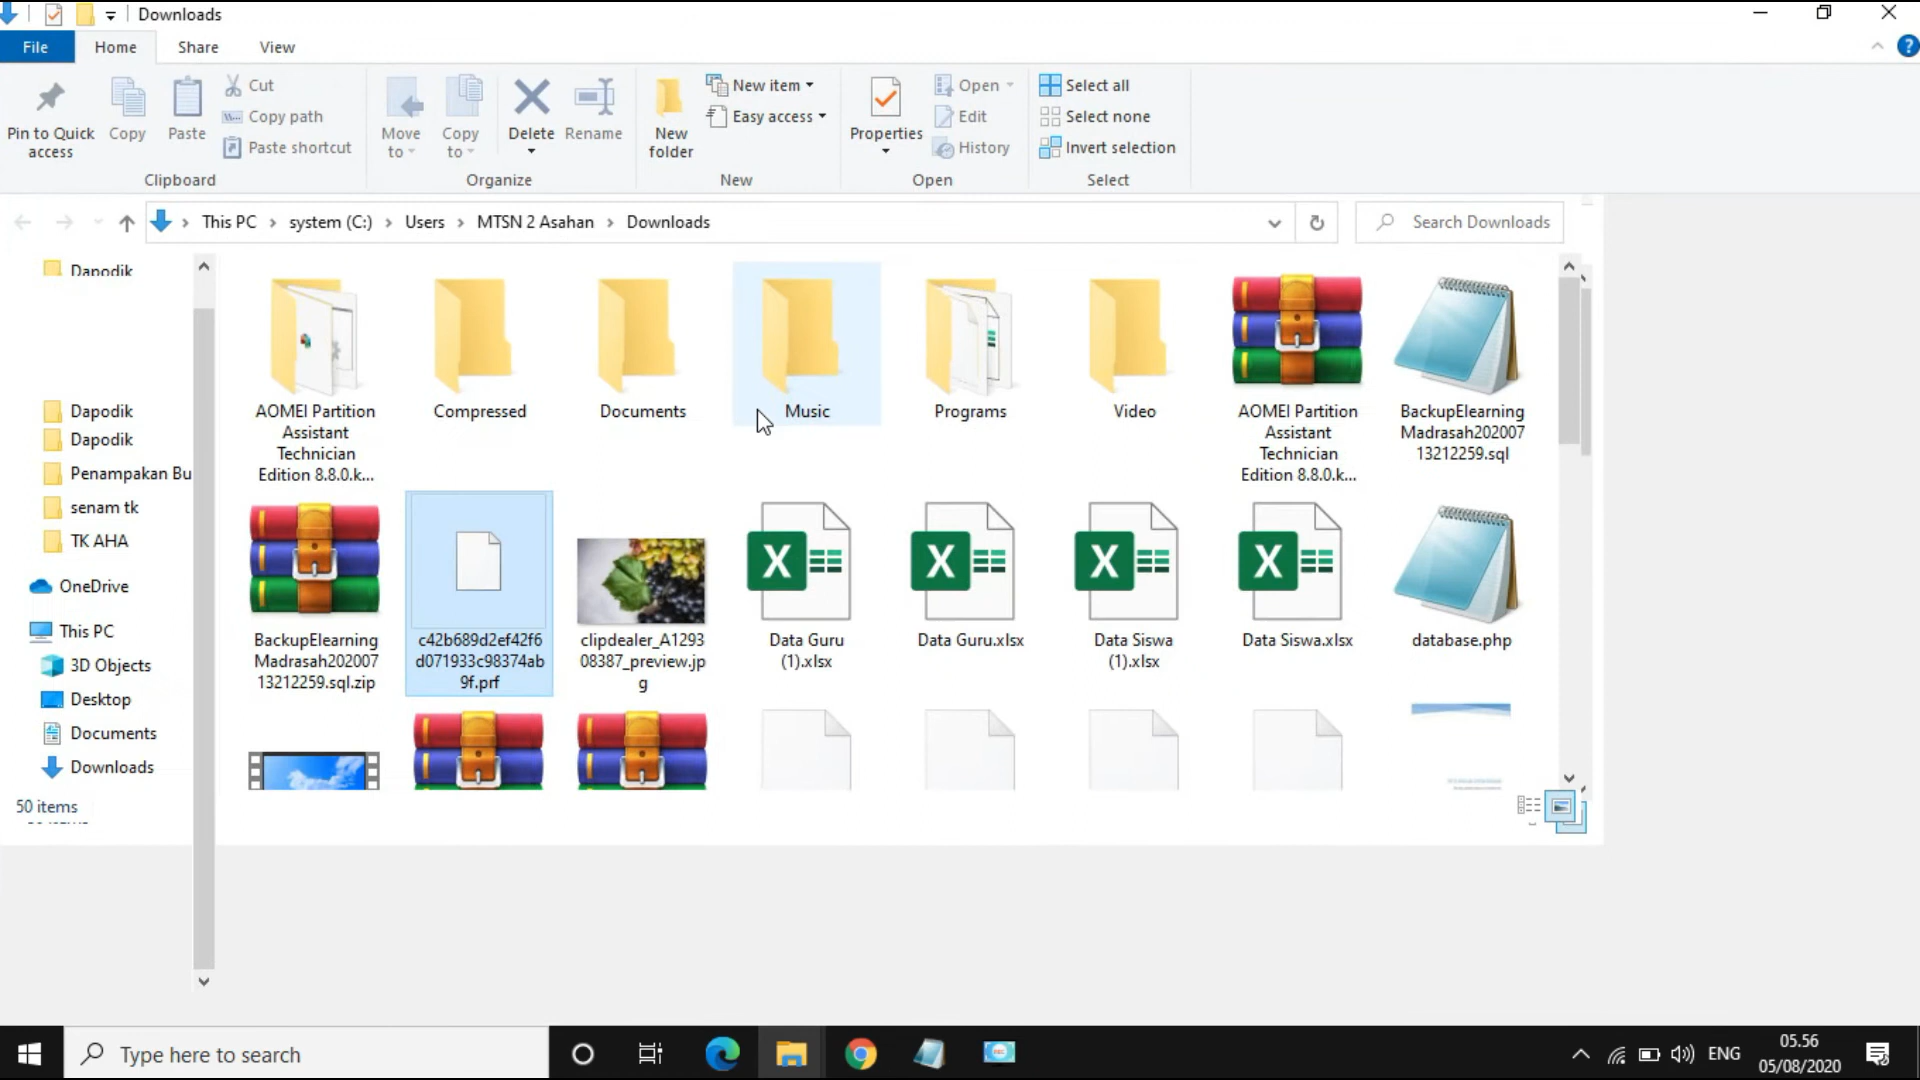 Downloads
File Home Share View
Pin to Quick access
Copy
Paste
Cut
Copy path
Paste shortcut
Clipboard
Move to
Copy to
Delete
Rename
Organize
New folder
New item
Easy access
New
Properties
Open
Edit
History
Open
Select all
Select none
Invert selection
Select
This PC > system (C:) > Users > MTSN 2 Asahan > Downloads
Search Downloads
Dapodik
Dapodik
Dapodik
Penampakan Bu
senam tk
TK AHA
OneDrive
This PC
3D Objects
Desktop
Documents
Downloads
50 items
AOMEI Partition
Assistant
Technician
Edition 8.8.0.k...
Compressed
Documents
Music
Programs
Video
AOMEI Partition
Assistant
Technician
Edition 8.8.0.k...
BackupElearning
Madrasah202007
13212259.sql
BackupElearning
Madrasah202007
13212259.sql.zip
c42b689d2ef42f6
d071933c98374ab
9f.prf
clipdealer_A1293
08387_preview.jp
g
Data Guru
(1).xlsx
Data Guru.xlsx
Data Siswa
(1).xlsx
Data Siswa.xlsx
database.php
Type here to search
ENG
05.56
05/08/2020